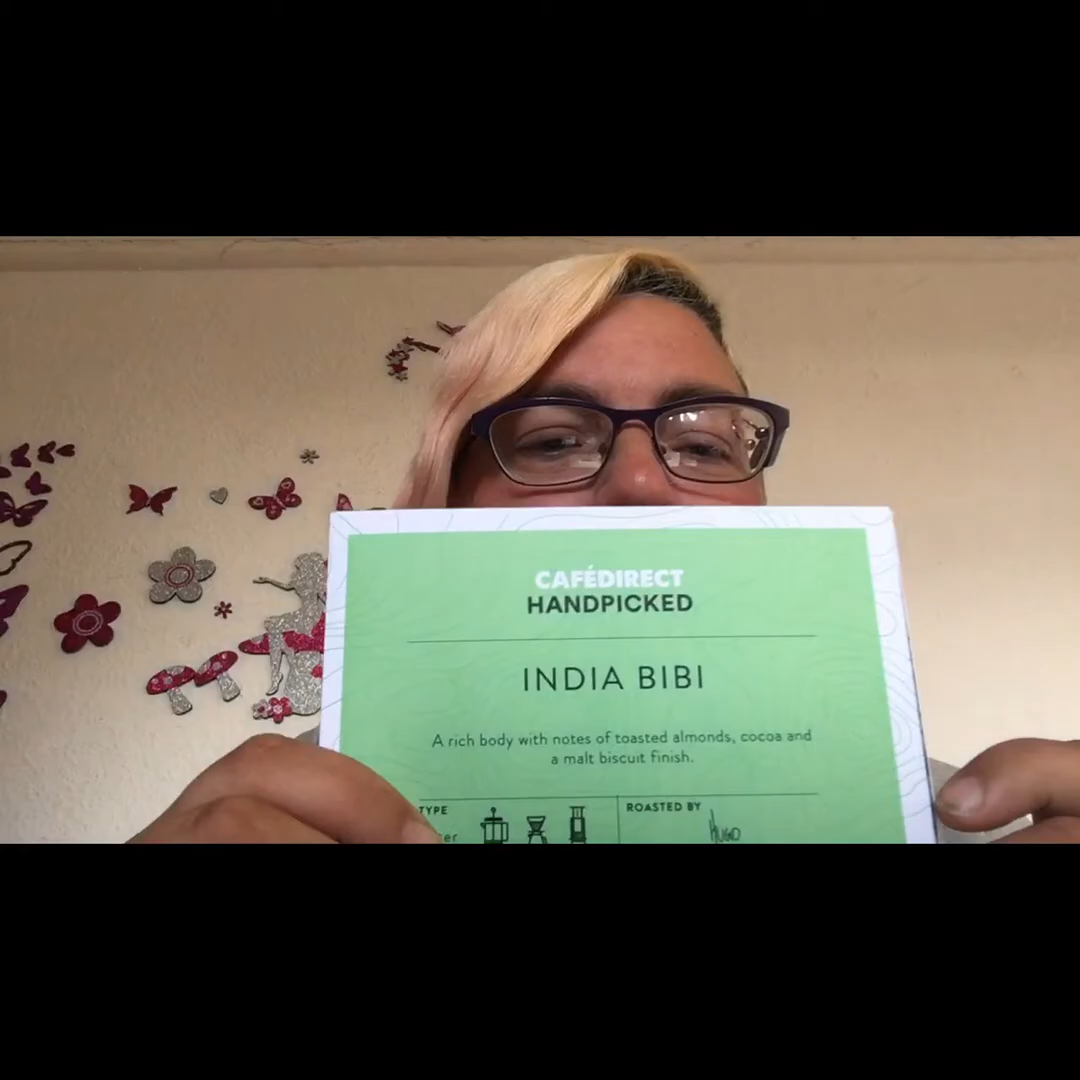 CAFÉDIRECT
HANDPICKED
INDIA BIBI
A rich body with notes of toasted almonds, cocoa and
a malt biscuit finish.
TYPE
ROASTED BY
HUGO